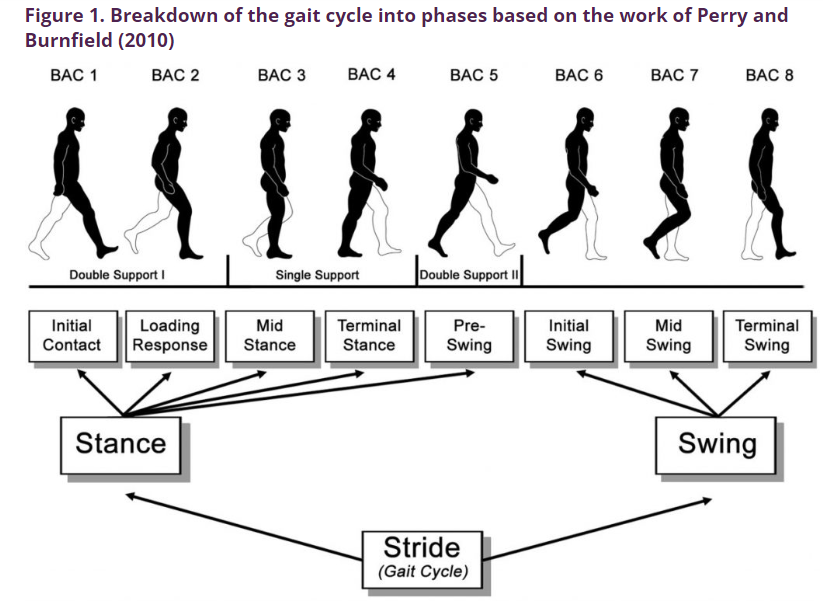 Figure 1. Breakdown of the gait cycle into phases based on the work of Perry and
Burnfield (2010)
BAC 1
BAC 2
BAC 3
BAC 4
BAC 5
BAC 6
BAC 7
BAC 8
Double Support I
Single Support
Double Support II
Initial
Contact
Loading
Response
Mid
Stance
Terminal
Stance
Pre-
Swing
Initial
Swing
Mid
Swing
Terminal
Swing
Stance
Swing
Stride
(Gait Cycle)